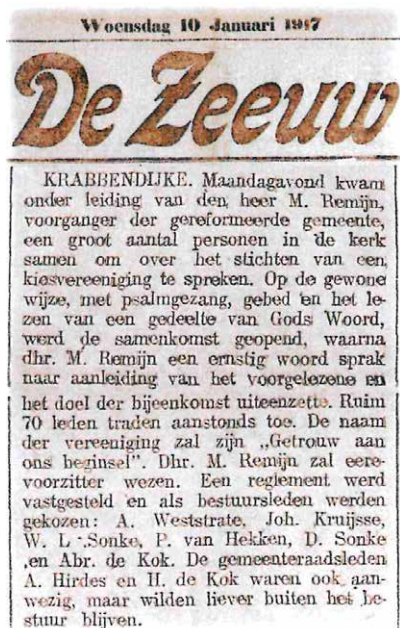 Woensdag 10 Januari 1917
De Zeeuw
KRABBENDIJKE. Maandagavond kwam
onder leiding van den, heer M. Remijn,
voorganger der gereformeerde gemeente,
een groot aantal personen in de kerk
samen om over het stichten van een,
kiesvereeniging te spreken. Op de gewone
wijze, met psalmgezang, gebed en het le-
zen van een gedeelte van Gods Woord,
werd de samenkomst geopend, waarna
dhr. M. Remijn een ernstig woord sprak
naar aanleiding van het voorgelezene en
het doel der bijeenkomst uiteenzette. Ruim
70 leden traden aanstonds toe. De naam
der vereeniging zal zijn „Getrouw aan
ons beginsel". Dhr. M. Remijn zal eere-
voorzitter wezen. Een reglement werd
vastgesteld en als bestuursleden werden
gekozen: A. Weststrate, Joh. Kruijsse,
W. L. Sonke, P. van Hekken, D. Sonke
en Abr. de Kok. De gemeenteraadsleden
A. Hirdes en H. de Kok waren ook aan-
wezig, maar wilden liever buiten het be-
stuur blijven.